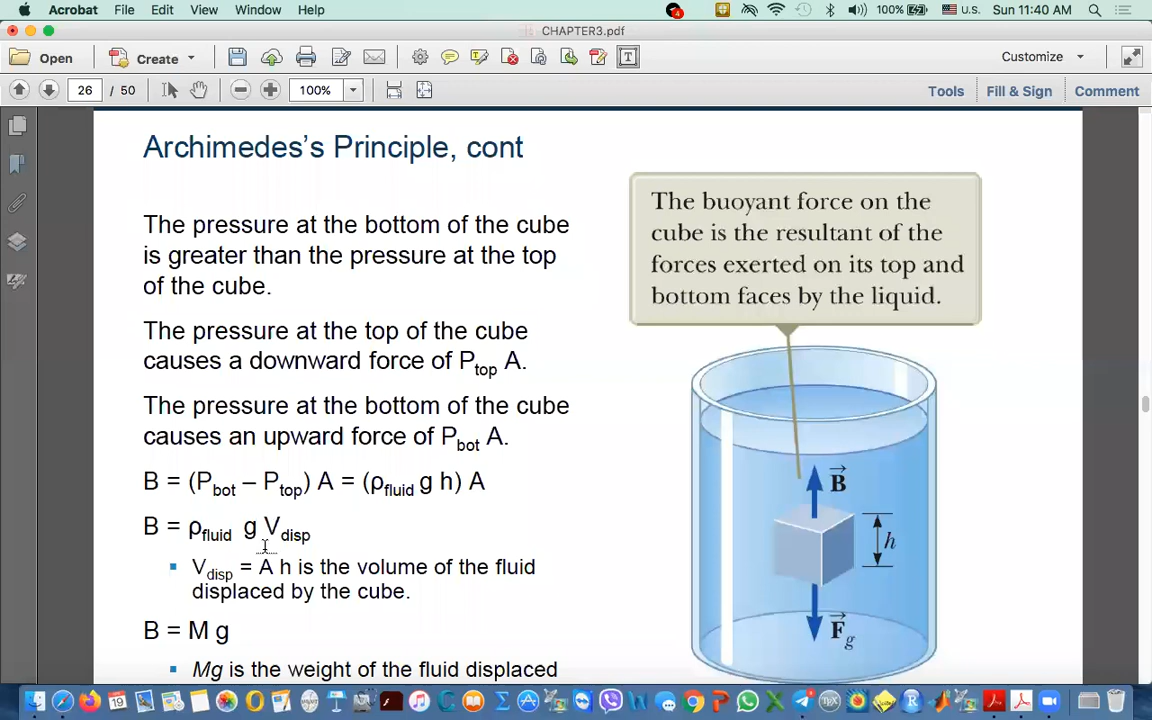 Acrobat File Edit View Window Help
4
100%
U.S.
Sun 11:40 AM
CHAPTER3.pdf
Open
Create
Customize
26 / 50
100%
Tools
Fill & Sign
Comment
Archimedes's Principle, cont
The pressure at the bottom of the cube
is greater than the pressure at the top
of the cube.
The pressure at the top of the cube
causes a downward force of Ptop A.
The pressure at the bottom of the cube
causes an upward force of Pbot A.
B = (Pbot – Ptop) A = (ρfluid g h) A
B = ρfluid g Vdisp
▪ Vdisp = A h is the volume of the fluid
displaced by the cube.
B = M g
▪ Mg is the weight of the fluid displaced
The buoyant force on the
cube is the resultant of the
forces exerted on its top and
bottom faces by the liquid.
B
h
Fg